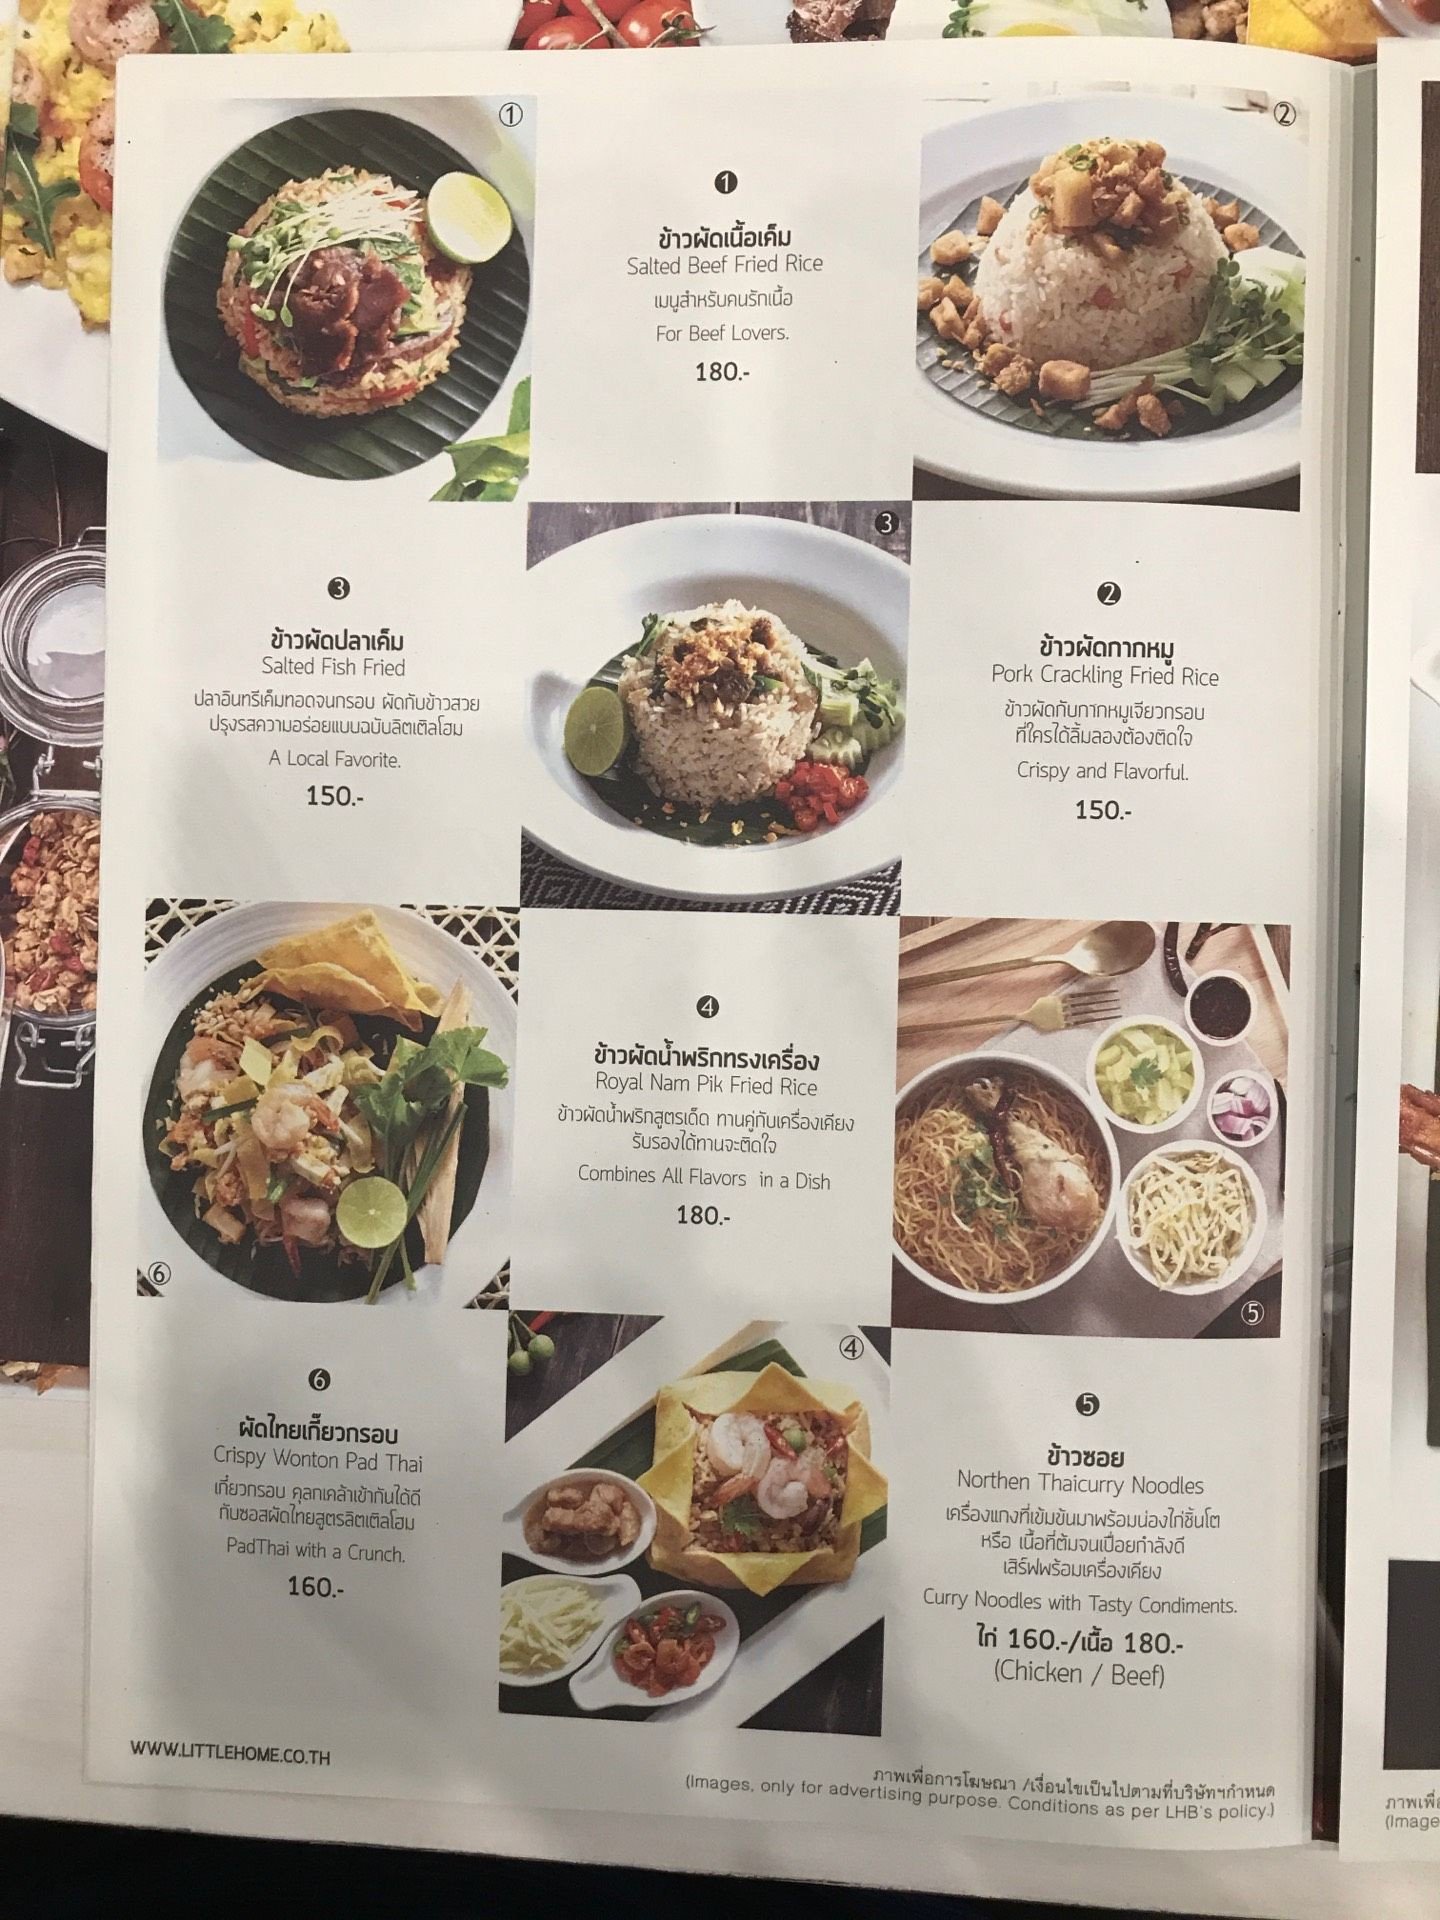 ①
②
❶
ข้าวผัดเนื้อเค็ม
Salted Beef Fried Rice
เมนูสำหรับคนรักเนื้อ
For Beef Lovers.
180.-
❸
ข้าวผัดปลาเค็ม
Salted Fish Fried
ปลาอินทรีเค็มทอดจนกรอบ ผัดกับข้าวสวย
ปรุงรสความอร่อยแบบฉบับลิตเติลโฮม
A Local Favorite.
150.-
❸
❷
ข้าวผัดกากหมู
Pork Crackling Fried Rice
ข้าวผัดกับกากหมูเจียวกรอบ
ที่ใครได้ลิ้มลองต้องติดใจ
Crispy and Flavorful.
150.-
❹
ข้าวผัดน้ำพริกทรงเครื่อง
Royal Nam Pik Fried Rice
ข้าวผัดน้ำพริกสูตรเด็ด ทานคู่กับเครื่องเคียง
รับรองได้ทานจะติดใจ
Combines All Flavors in a Dish
180.-
⑥
⑤
❻
ผัดไทยเกี๊ยวกรอบ
Crispy Wonton Pad Thai
เกี๊ยวกรอบ คลุกเคล้าเข้ากันได้ดี
กับซอสผัดไทยสูตรลิตเติลโฮม
PadThai with a Crunch.
160.-
④
❺
ข้าวซอย
Northen Thaicurry Noodles
เครื่องแกงที่เข้มข้นมาพร้อมน่องไก่ชิ้นโต
หรือ เนื้อที่ต้มจนเปื่อยกำลังดี
เสิร์ฟพร้อมเครื่องเคียง
Curry Noodles with Tasty Condiments.
ไก่ 160.-/เนื้อ 180.-
(Chicken / Beef)
WWW.LITTLEHOME.CO.TH
ภาพเพื่อการโฆษณา /เงื่อนไขเป็นไปตามที่บริษัทฯกำหนด
(Images, only for advertising purpose. Conditions as per LHB's policy.)
ภาพเพื่
(Image